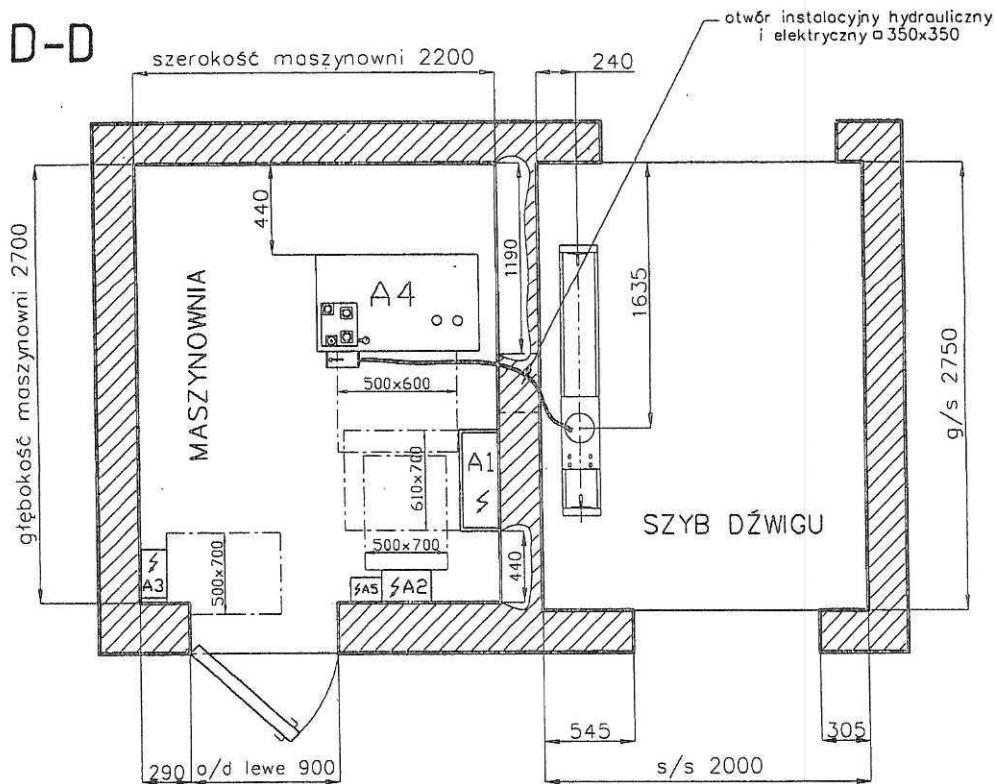 D-D
otwór instalacyjny hydrauliczny
i elektryczny □ 350x350
szerokość maszynowni 2200
240
głębokość maszynowni 2700
440
1190
1635
g/s 2750
MASZYNOWNIA
A4
500x600
A1
610x700
SZYB DŹWIGU
500x700
500x700
440
A3
A5
A2
545
305
290
o/d lewe 900
s/s 2000